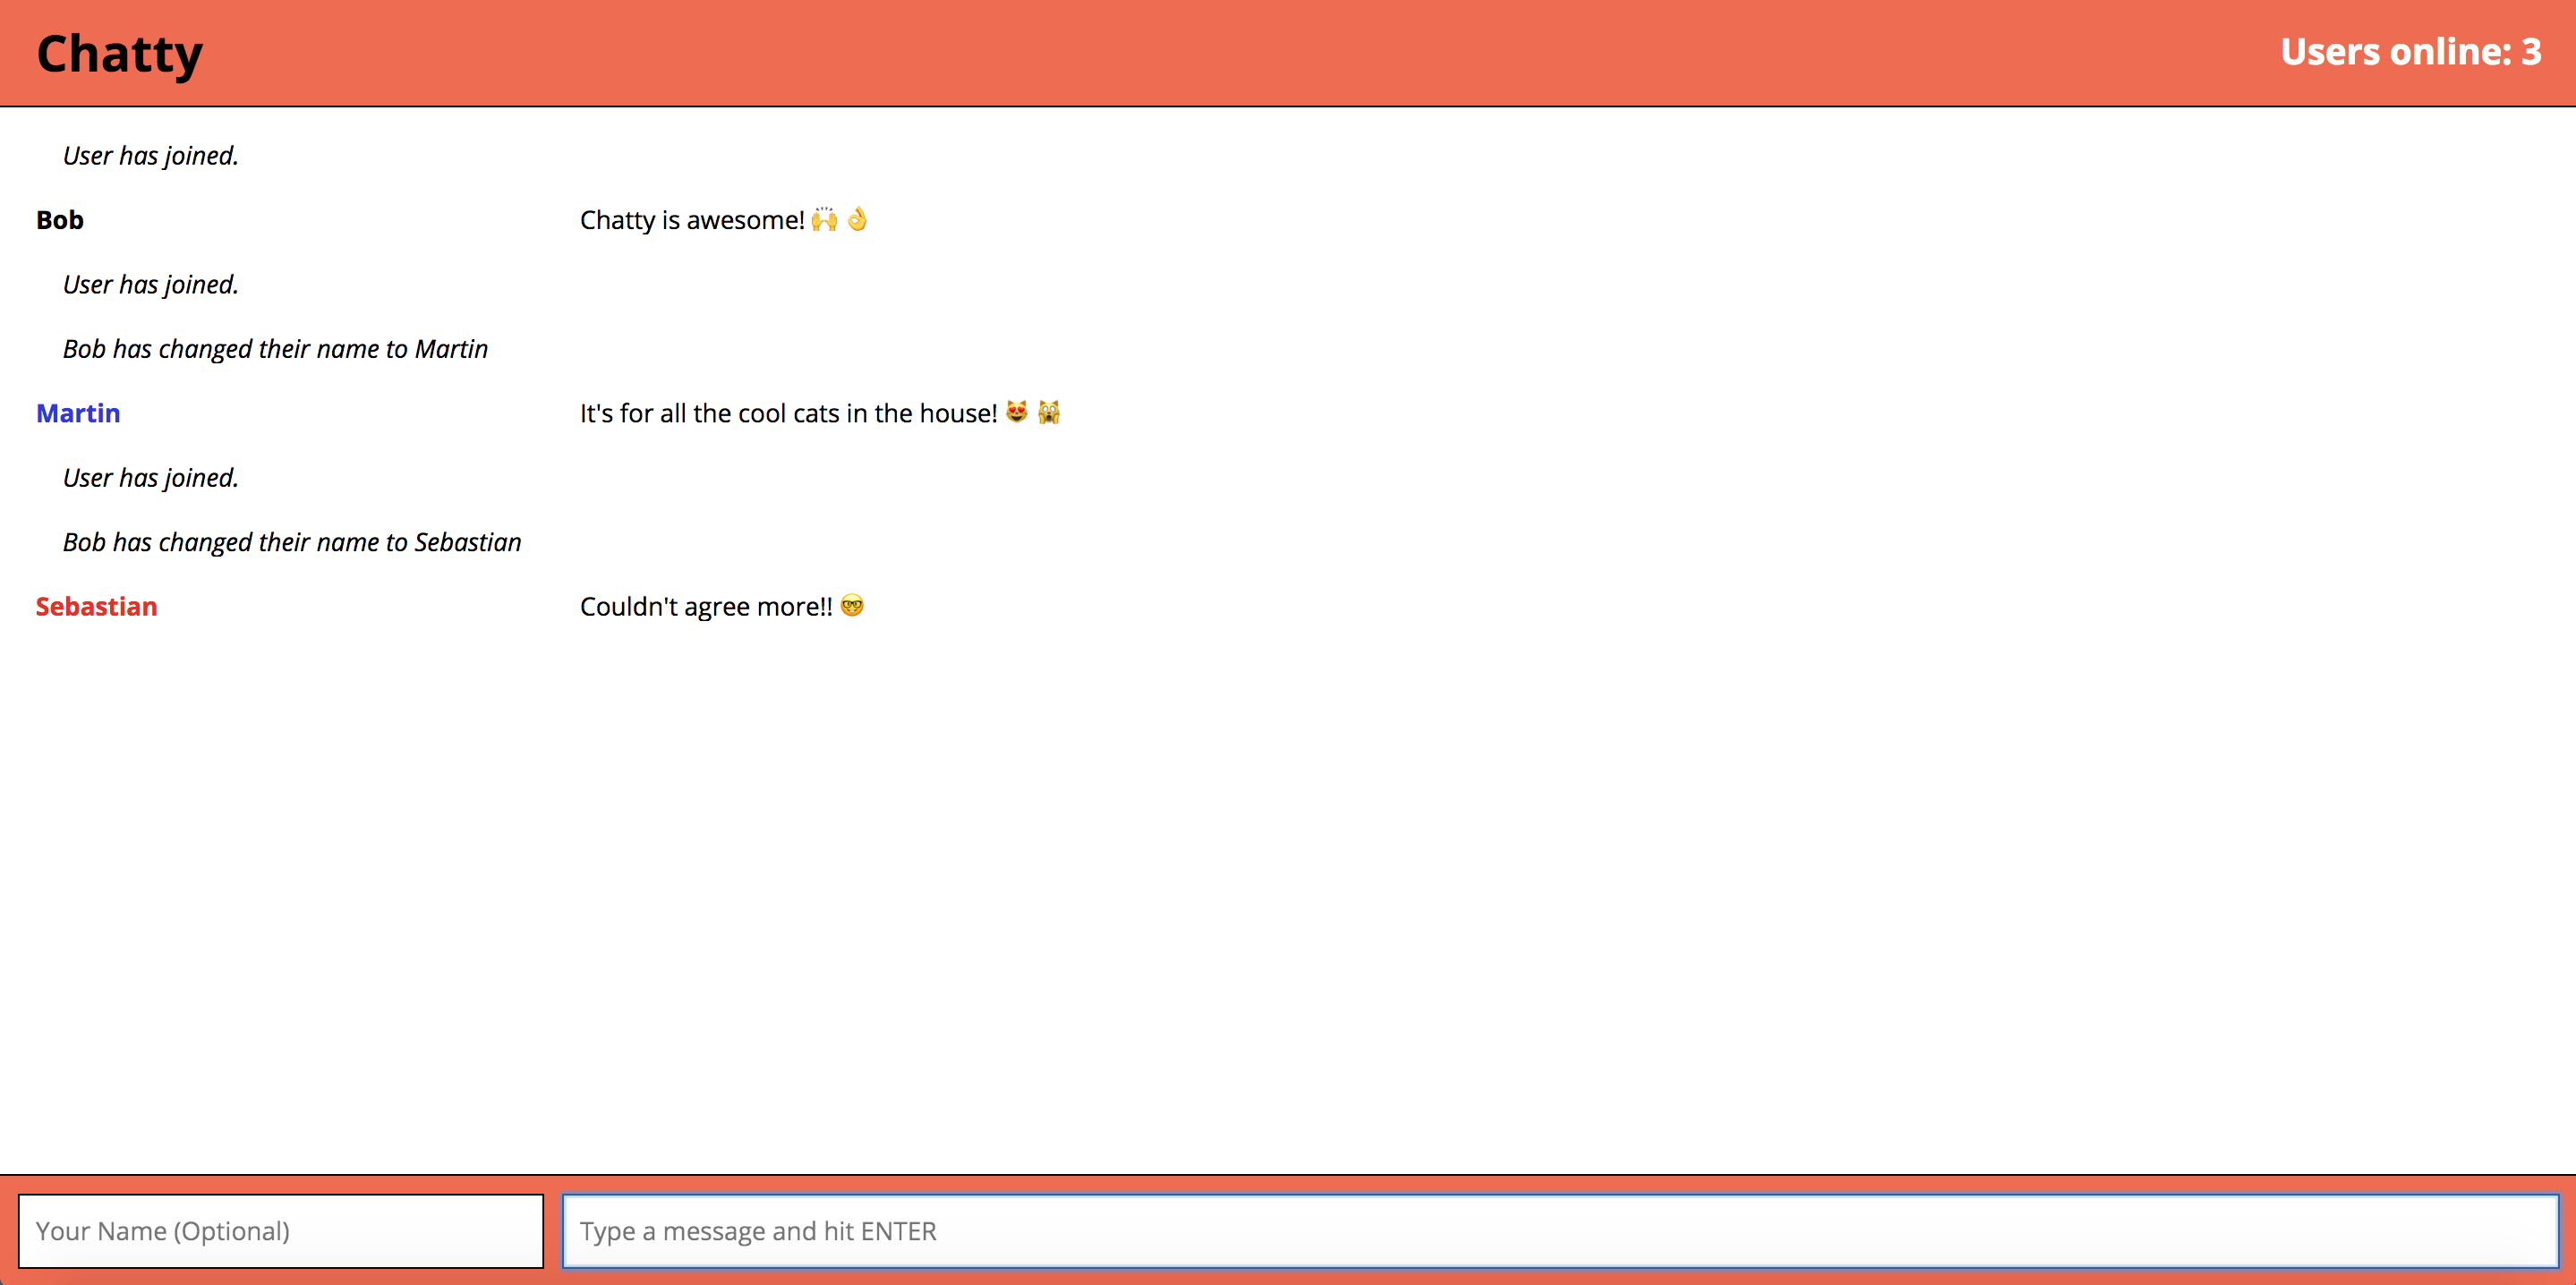 Chatty
Users online: 3
User has joined.
Bob Chatty is awesome! 🙌 👌
User has joined.
Bob has changed their name to Martin
Martin It's for all the cool cats in the house! 😻 🙀
User has joined.
Bob has changed their name to Sebastian
Sebastian Couldn't agree more!! 🤓
Your Name (Optional)
Type a message and hit ENTER